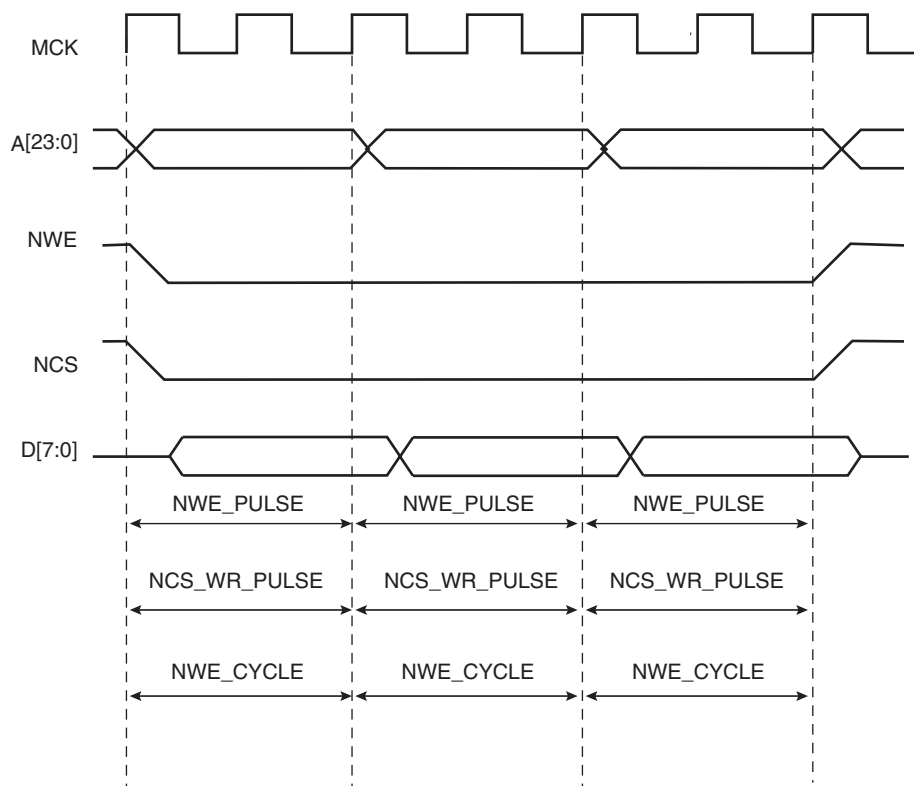 MCK
A[23:0]
NWE
NCS
D[7:0]
NWE_PULSE NWE_PULSE NWE_PULSE
NCS_WR_PULSE NCS_WR_PULSE NCS_WR_PULSE
NWE_CYCLE NWE_CYCLE NWE_CYCLE